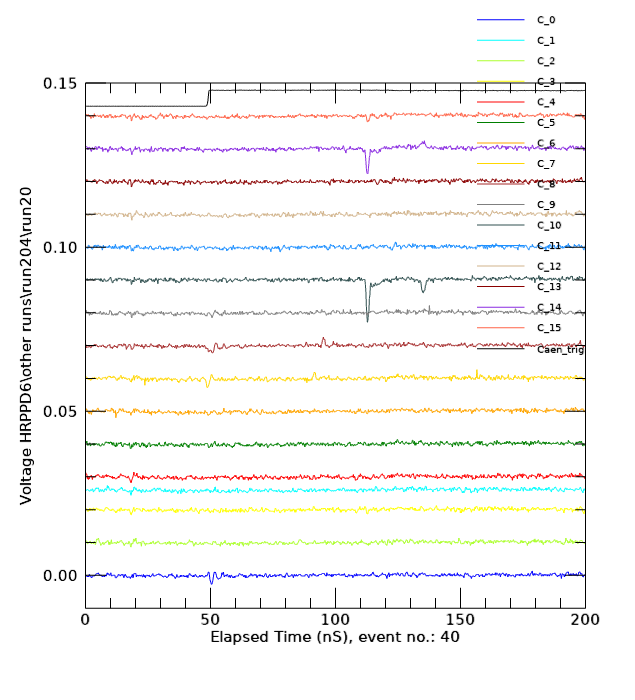 C_0
C_1
C_2
C_3
C_4
C_5
C_6
C_7
C_8
C_9
C_10
C_11
C_12
C_13
C_14
C_15
Caen_trig
0.15
0.10
0.05
0.00
Voltage HRPPD6\other runs\run204\run20
0 50 100 150 200
Elapsed Time (nS), event no.: 40